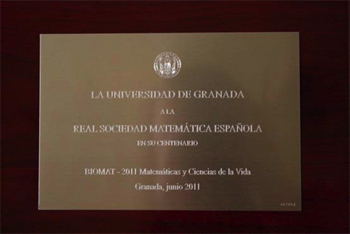 LA UNIVERSIDAD DE GRANADA
A LA
REAL SOCIEDAD MATEMÁTICA ESPAÑOLA
EN SU CENTENARIO
BIOMAT - 2011 Matemáticas y Ciencias de la Vida
Granada, junio 2011